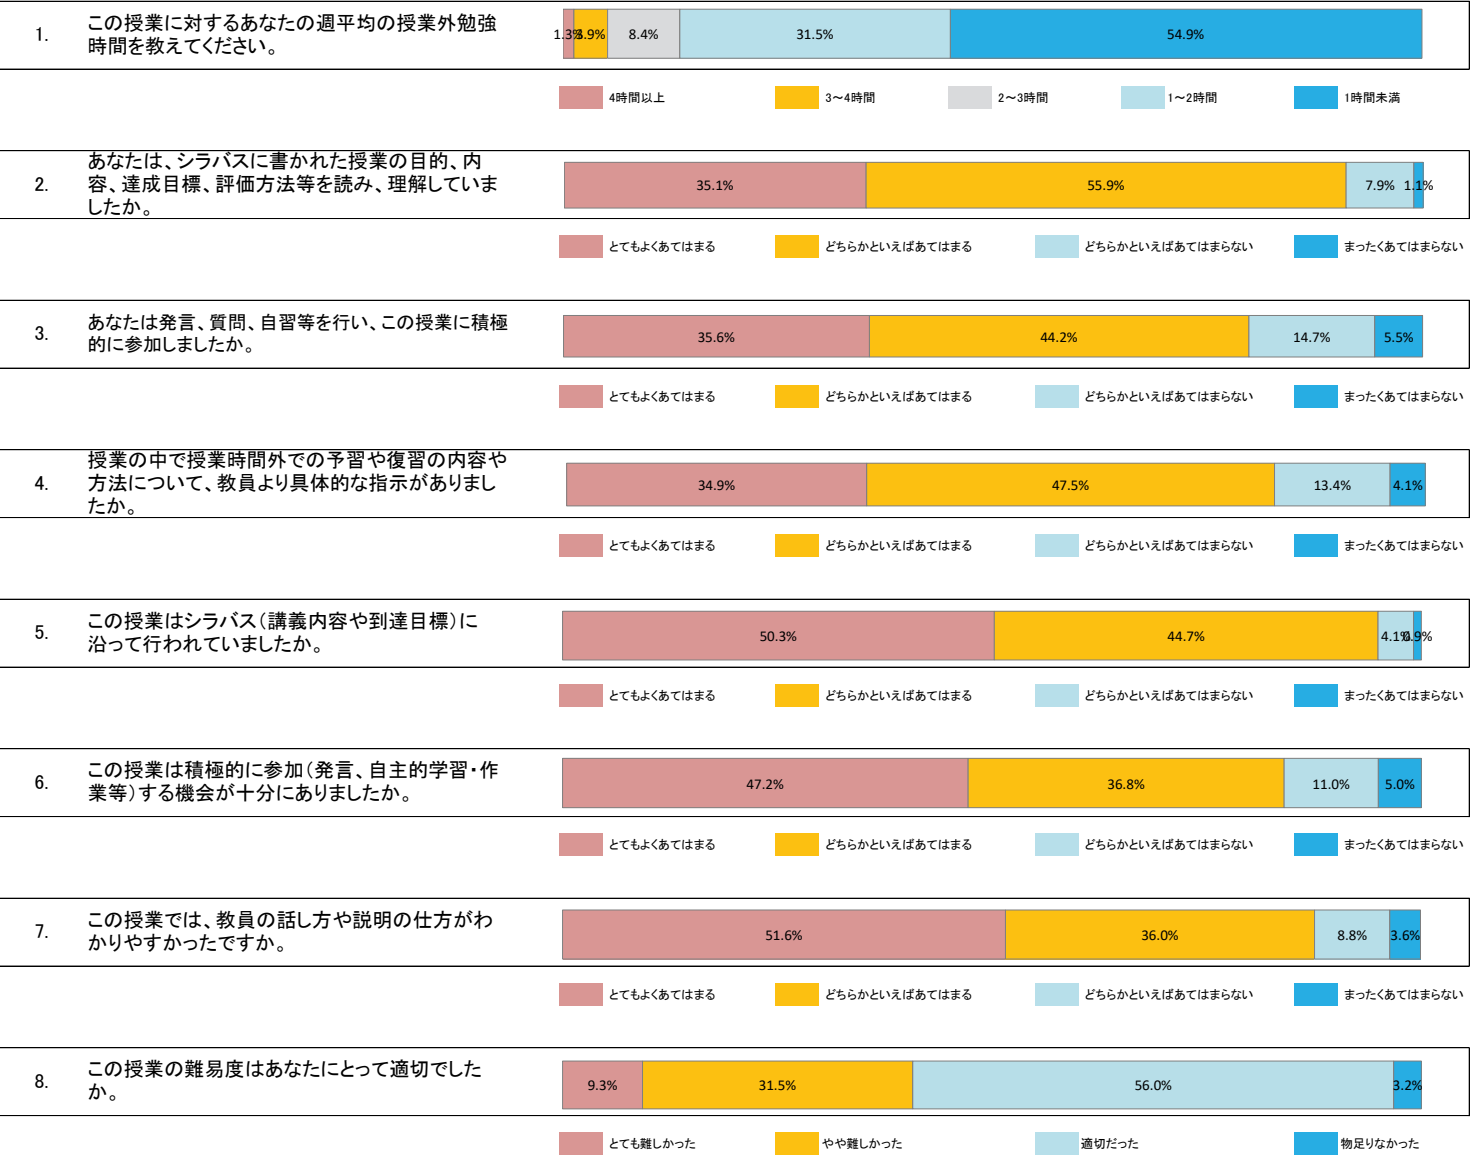 1.
この授業に対するあなたの週平均の授業外勉強
時間を教えてください。
1.3% 3.9% 8.4% 31.5% 54.9%
4時間以上 3～4時間 2～3時間 1～2時間 1時間未満
2.
あなたは、シラバスに書かれた授業の目的、内
容、達成目標、評価方法等を読み、理解していま
したか。
35.1% 55.9% 7.9% 1.1%
とてもよくあてはまる どちらかといえばあてはまる どちらかといえばあてはまらない まったくあてはまらない
3.
あなたは発言、質問、自習等を行い、この授業に積極
的に参加しましたか。
35.6% 44.2% 14.7% 5.5%
とてもよくあてはまる どちらかといえばあてはまる どちらかといえばあてはまらない まったくあてはまらない
4.
授業の中で授業時間外での予習や復習の内容や
方法について、教員より具体的な指示がありまし
たか。
34.9% 47.5% 13.4% 4.1%
とてもよくあてはまる どちらかといえばあてはまる どちらかといえばあてはまらない まったくあてはまらない
5.
この授業はシラバス（講義内容や到達目標）に
沿って行われていましたか。
50.3% 44.7% 4.1% 0.9%
とてもよくあてはまる どちらかといえばあてはまる どちらかといえばあてはまらない まったくあてはまらない
6.
この授業は積極的に参加（発言、自主的学習・作
業等）する機会が十分にありましたか。
47.2% 36.8% 11.0% 5.0%
とてもよくあてはまる どちらかといえばあてはまる どちらかといえばあてはまらない まったくあてはまらない
7.
この授業では、教員の話し方や説明の仕方がわ
かりやすかったですか。
51.6% 36.0% 8.8% 3.6%
とてもよくあてはまる どちらかといえばあてはまる どちらかといえばあてはまらない まったくあてはまらない
8.
この授業の難易度はあなたにとって適切でした
か。
9.3% 31.5% 56.0% 3.2%
とても難しかった やや難しかった 適切だった 物足りなかった